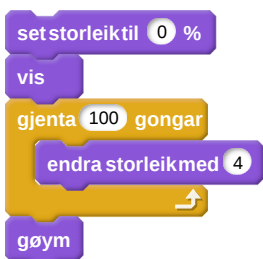 set storleik til 0 %
vis
gjenta 100 gongar
endra storleik med 4
gøym